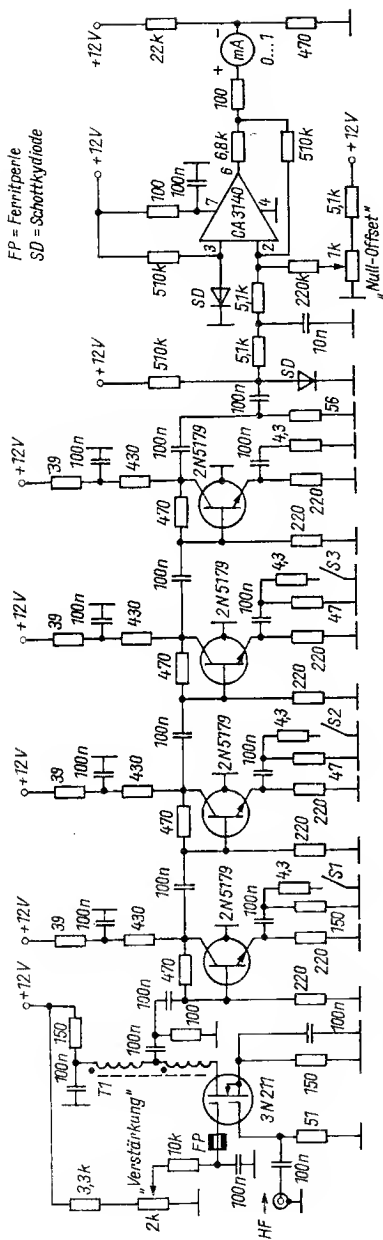 FP = Ferritperle
SD = Schottkydiode
+12V
3,3k
2k
„Verstärkung"
10k
FP
100n
HF
100n
51
3N211
150
100n
T1
100n
150
+12V
100n
100
100n
470
+12V
39
100n
430
2N5179
100n
4,3
S1
150
220
220
100n
470
+12V
39
100n
430
2N5179
100n
4,3
S2
47
220
220
100n
470
+12V
39
100n
430
2N5179
100n
4,3
S3
47
220
220
100n
470
+12V
39
100n
430
2N5179
100n
4,3
220
220
100n
56
100n
+12V
510k
SD
5,1k
10n
5,1k
220k
1k
„Null-Offset"
5,1k
+12V
+12V
510k
SD
100
100n
3
2
7
4
6
CA3140
6,8k
510k
100
+
mA
-
0...1
+12V
22k
470